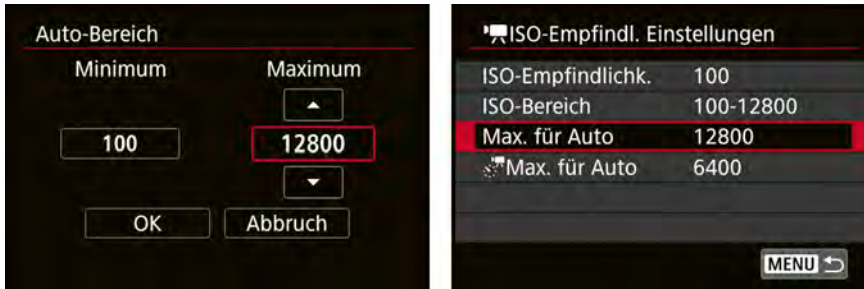 Auto-Bereich
Minimum Maximum
100 12800
OK Abbruch
ISO-Empfindl. Einstellungen
ISO-Empfindlichk. 100
ISO-Bereich 100-12800
Max. für Auto 12800
Max. für Auto 6400
MENU